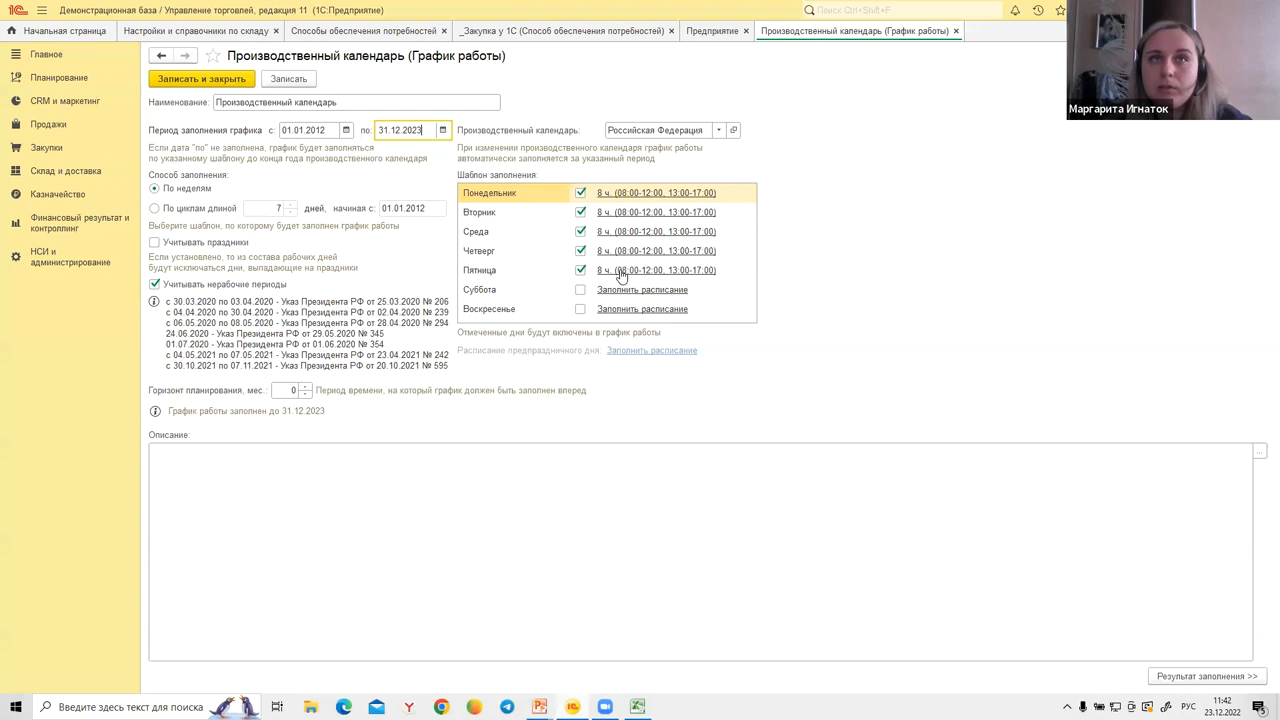 Демонстрационная база / Управление торговлей, редакция 11 (1С:Предприятие)
Поиск Ctrl+Shift+F
Начальная страница
Настройки и справочники по складу
Способы обеспечения потребностей
_Закупка у 1С (Способ обеспечения потребностей)
Предприятие
Производственный календарь (График работы)
Главное
Планирование
CRM и маркетинг
Продажи
Закупки
Склад и доставка
Казначейство
Финансовый результат и
контроллинг
НСИ и
администрирование
Производственный календарь (График работы)
Записать и закрыть
Записать
Наименование:
Производственный календарь
Период заполнения графика с: 01.01.2012 по: 31.12.2023
Производственный календарь: Российская Федерация
Если дата "по" не заполнена, график будет заполняться
по указанному шаблону до конца года производственного календаря
При изменении производственного календаря график работы
автоматически заполняется за указанный период
Способ заполнения:
По неделям
По циклам длиной 7 дней, начиная с: 01.01.2012
Выберите шаблон, по которому будет заполнен график работы
Учитывать праздники
Если установлено, то из состава рабочих дней
будут исключаться дни, выпадающие на праздники
Учитывать нерабочие периоды
с 30.03.2020 по 03.04.2020 - Указ Президента РФ от 25.03.2020 № 206
с 04.04.2020 по 30.04.2020 - Указ Президента РФ от 02.04.2020 № 239
с 06.05.2020 по 08.05.2020 - Указ Президента РФ от 28.04.2020 № 294
24.06.2020 - Указ Президента РФ от 29.05.2020 № 345
01.07.2020 - Указ Президента РФ от 01.06.2020 № 354
с 04.05.2021 по 07.05.2021 - Указ Президента РФ от 23.04.2021 № 242
с 30.10.2021 по 07.11.2021 - Указ Президента РФ от 20.10.2021 № 595
Шаблон заполнения:
Понедельник 8 ч. (08:00-12:00, 13:00-17:00)
Вторник 8 ч. (08:00-12:00, 13:00-17:00)
Среда 8 ч. (08:00-12:00, 13:00-17:00)
Четверг 8 ч. (08:00-12:00, 13:00-17:00)
Пятница 8 ч. (08:00-12:00, 13:00-17:00)
Суббота Заполнить расписание
Воскресенье Заполнить расписание
Отмеченные дни будут включены в график работы
Расписание предпраздничного дня: Заполнить расписание
Горизонт планирования, мес.: 0 Период времени, на который график должен быть заполнен вперед
График работы заполнен до 31.12.2023
Описание:
...
Результат заполнения >>
Маргарита Игнаток
Введите здесь текст для поиска
РУС
11:42
23.12.2022
5